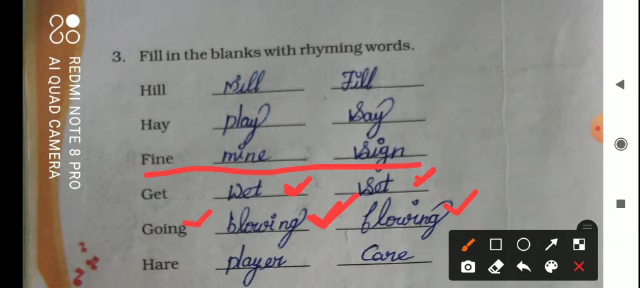 3. Fill in the blanks with rhyming words.
Hill Mill Fill
Hay play Say
Fine mine Sign
Get Wet Set
Going blowing flowing
Hare player Care
REDMI NOTE 8 PRO
AI QUAD CAMERA